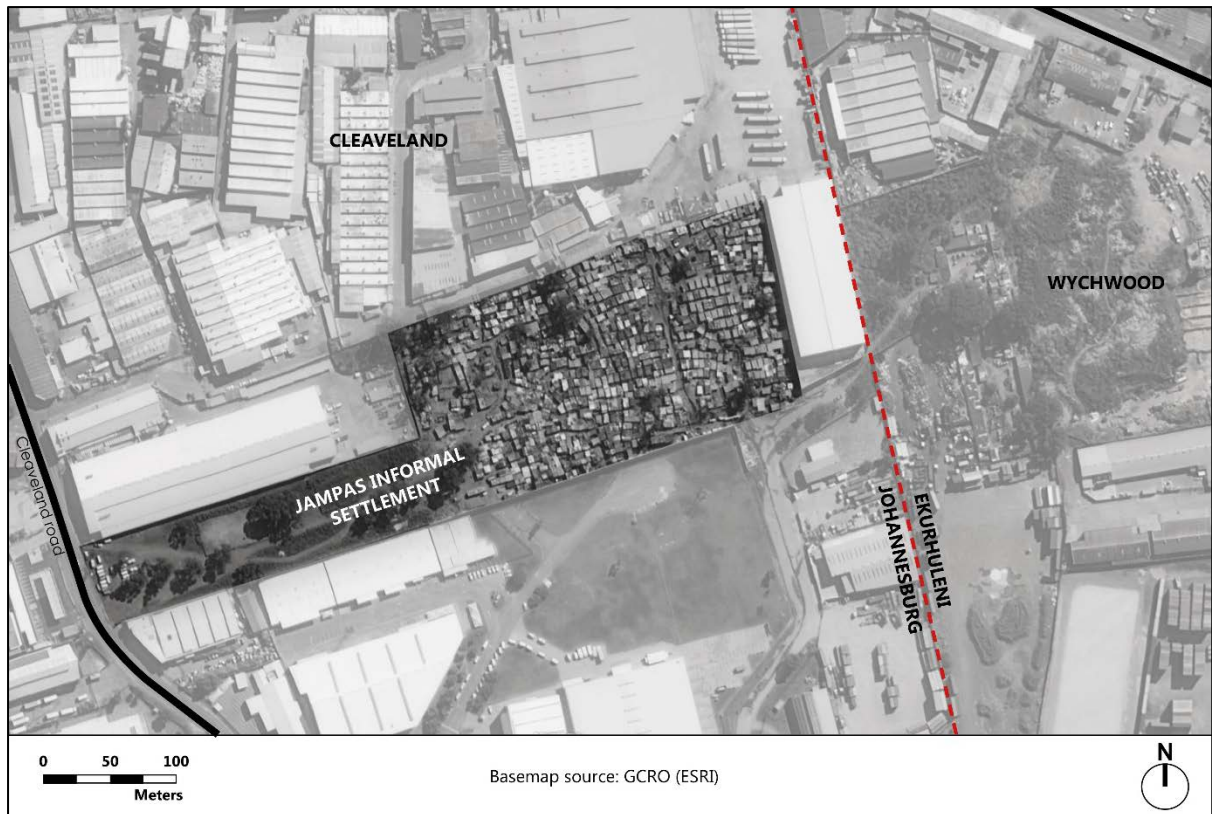 CLEAVELAND
WYCHWOOD
Cleaveland road
JAMPAS INFORMAL
SETTLEMENT
EKURHULENI
JOHANNESBURG
0 50 100
Meters
Basemap source: GCRO (ESRI)
N